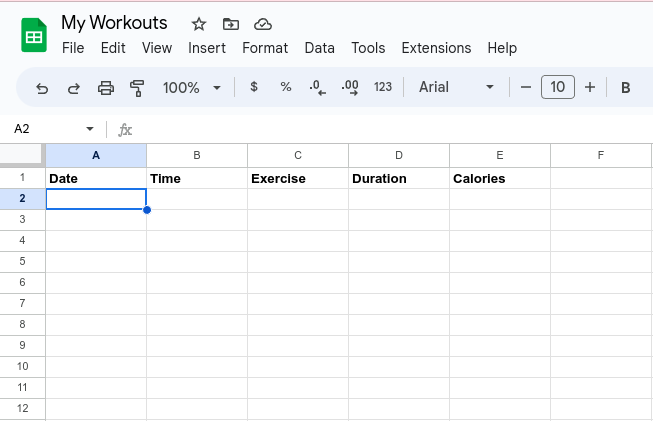 My Workouts
File Edit View Insert Format Data Tools Extensions Help
100% $ % .0 .00 123 Arial 10 B
A2 fx
A B C D E F
1 Date Time Exercise Duration Calories
2
3
4
5
6
7
8
9
10
11
12